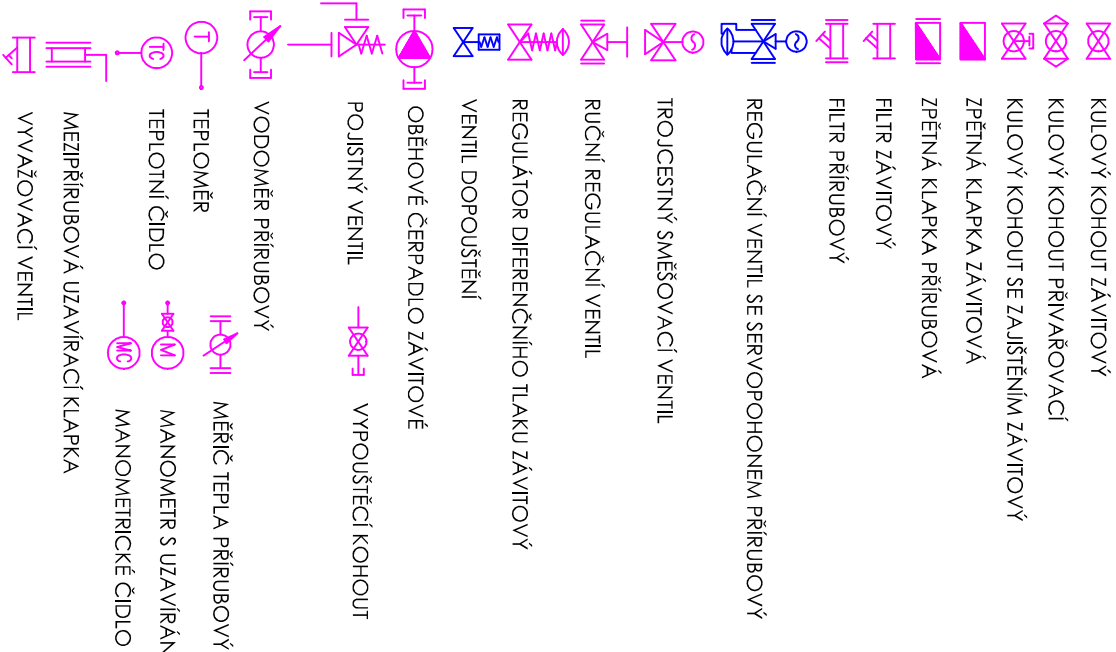 KULOVÝ KOHOUT ZÁVITOVÝ
KULOVÝ KOHOUT PŘIVAŘOVACÍ
KULOVÝ KOHOUT SE ZAJIŠTĚNÍM ZÁVITOVÝ
ZPĚTNÁ KLAPKA ZÁVITOVÁ
ZPĚTNÁ KLAPKA PŘÍRUBOVÁ
FILTR ZÁVITOVÝ
FILTR PŘÍRUBOVÝ
REGULAČNÍ VENTIL SE SERVOPOHONEM PŘÍRUBOVÝ
TROJCESTNÝ SMĚŠOVACÍ VENTIL
RUČNÍ REGULAČNÍ VENTIL
REGULÁTOR DIFERENČNÍHO TLAKU ZÁVITOVÝ
VENTIL DOPOUŠTĚNÍ
OBĚHOVÉ ČERPADLO ZÁVITOVÉ
POJISTNÝ VENTIL
VYPOUŠTĚCÍ KOHOUT
VODOMĚR PŘÍRUBOVÝ
T
TEPLOMĚR
MĚŘIČ TEPLA PŘÍRUBOVÝ
TC
TEPLOTNÍ ČIDLO
M
MANOMETR S UZAVÍRÁN
MC
MANOMETRICKÉ ČIDLO
MEZIPŘÍRUBOVÁ UZAVÍRACÍ KLAPKA
VYVAŽOVACÍ VENTIL